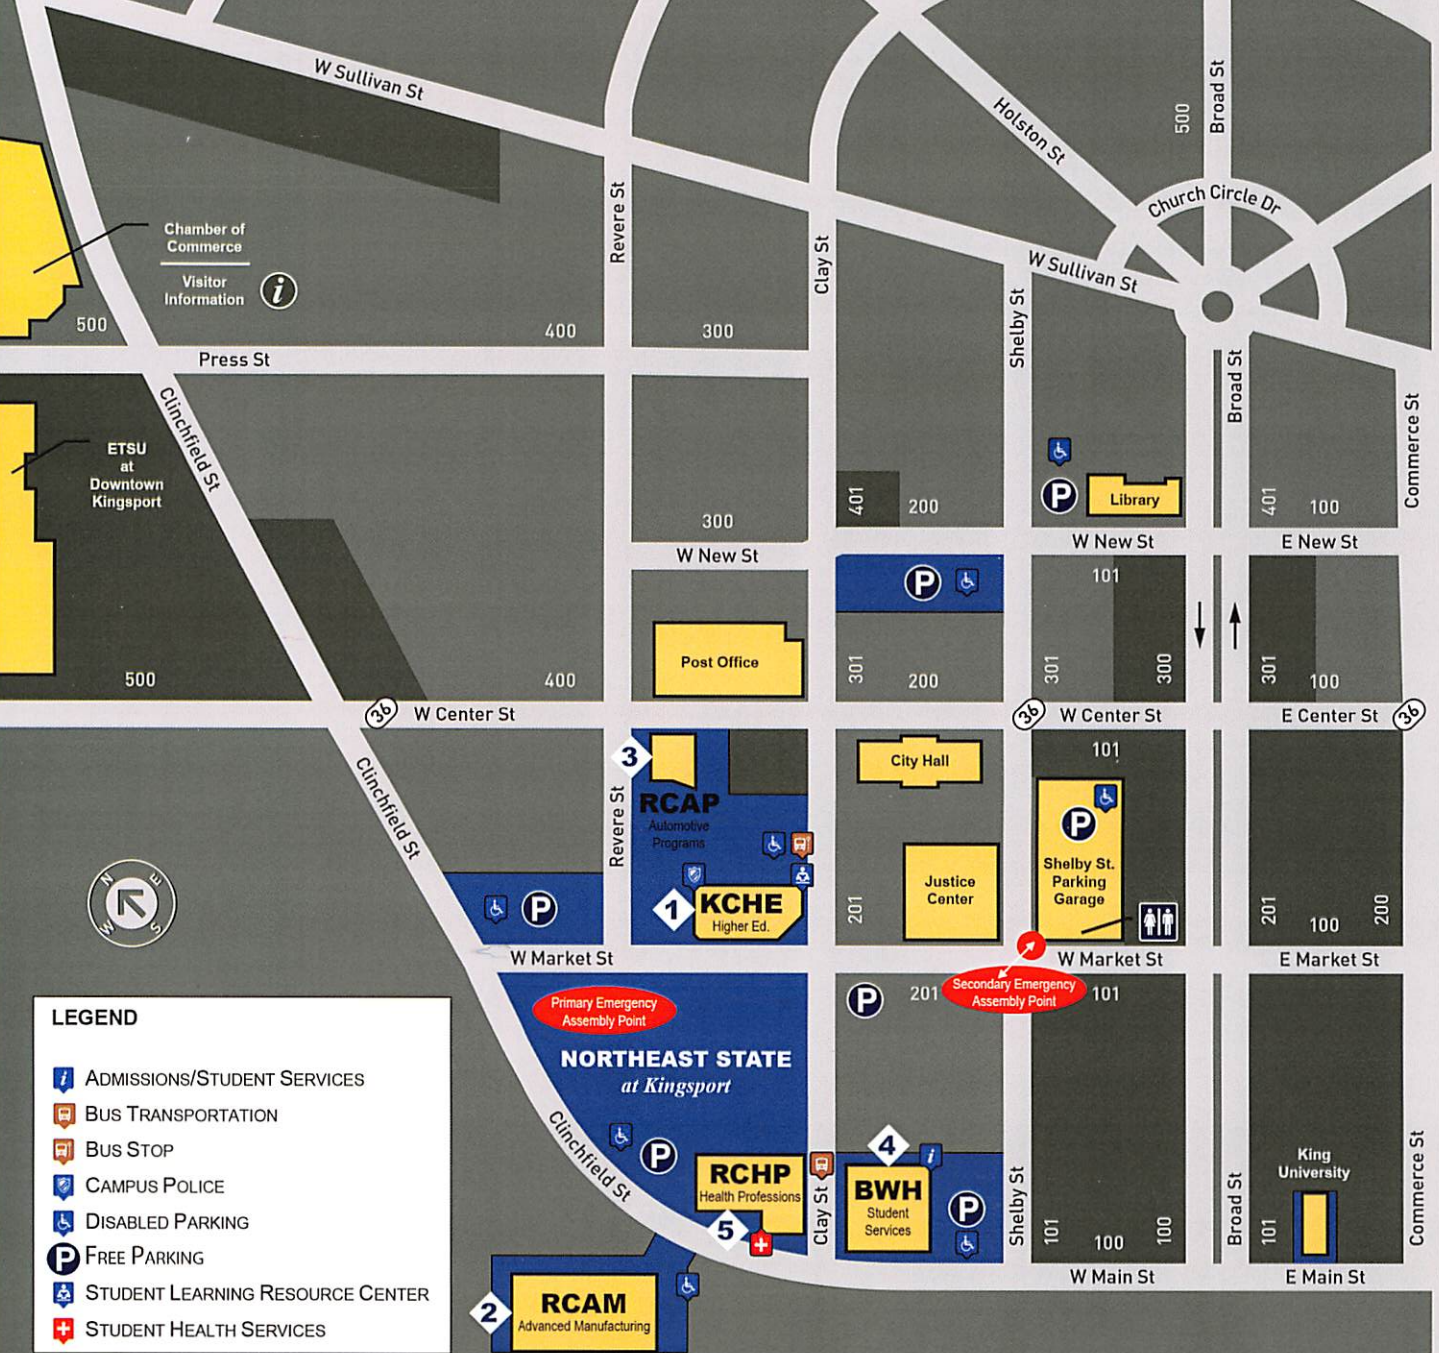 W Sullivan St
Revere St
Clay St
Holston St
500
Broad St
Church Circle Dr
W Sullivan St
Shelby St
Chamber of
Commerce
Visitor
Information
i
500
400
300
Press St
Broad St
Commerce St
Clinchfield St
ETSU
at
Downtown
Kingsport
P
Library
401
200
401
100
300
W New St
W New St
E New St
P
101
Post Office
500
400
301
200
301
300
301
100
36
W Center St
36
W Center St
E Center St
36
3
RCAP
Automotive
Programs
City Hall
101
Clinchfield St
Revere St
P
Shelby St.
Parking
Garage
Justice
Center
1
KCHE
Higher Ed.
P
201
201
100
200
N
E
W
S
W Market St
W Market St
E Market St
Primary Emergency
Assembly Point
P
201
Secondary Emergency
Assembly Point
101
NORTHEAST STATE
at Kingsport
Clinchfield St
P
RCHP
Health Professions
5
Clay St
4
i
BWH
Student
Services
P
Shelby St
101
100
100
Broad St
King
University
101
Commerce St
W Main St
E Main St
2
RCAM
Advanced Manufacturing
LEGEND
i ADMISSIONS/STUDENT SERVICES
BUS TRANSPORTATION
BUS STOP
CAMPUS POLICE
DISABLED PARKING
P FREE PARKING
STUDENT LEARNING RESOURCE CENTER
STUDENT HEALTH SERVICES